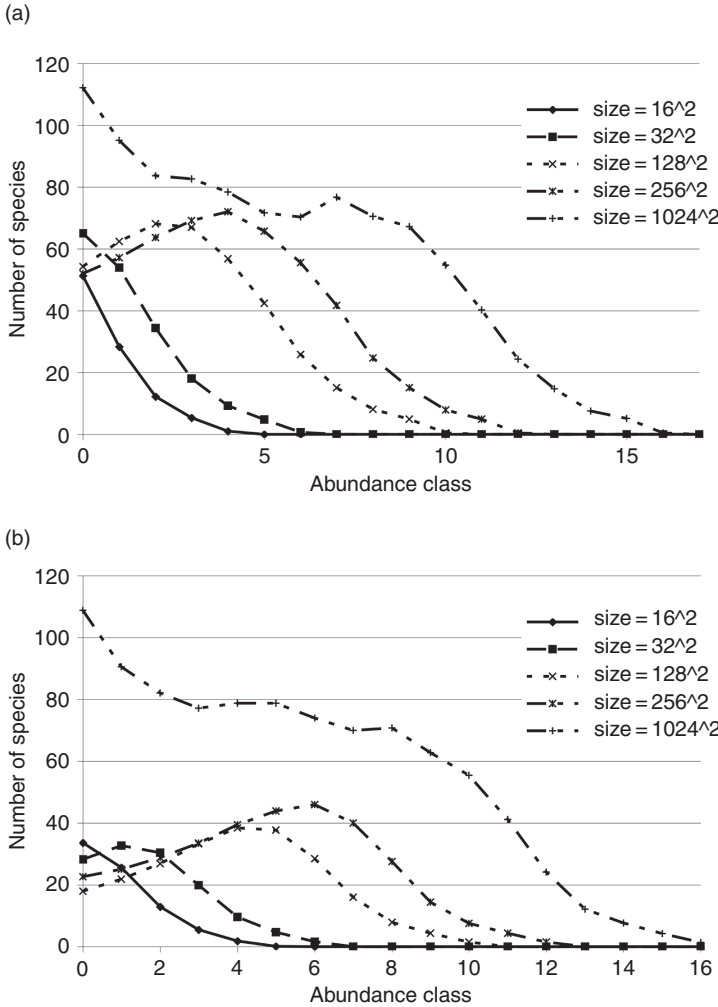 (a)
120
100
80
60
40
20
0
Number of species
size = 16^2
size = 32^2
size = 128^2
size = 256^2
size = 1024^2
0 5 10 15
Abundance class
(b)
120
100
80
60
40
20
0
Number of species
size = 16^2
size = 32^2
size = 128^2
size = 256^2
size = 1024^2
0 2 4 6 8 10 12 14 16
Abundance class